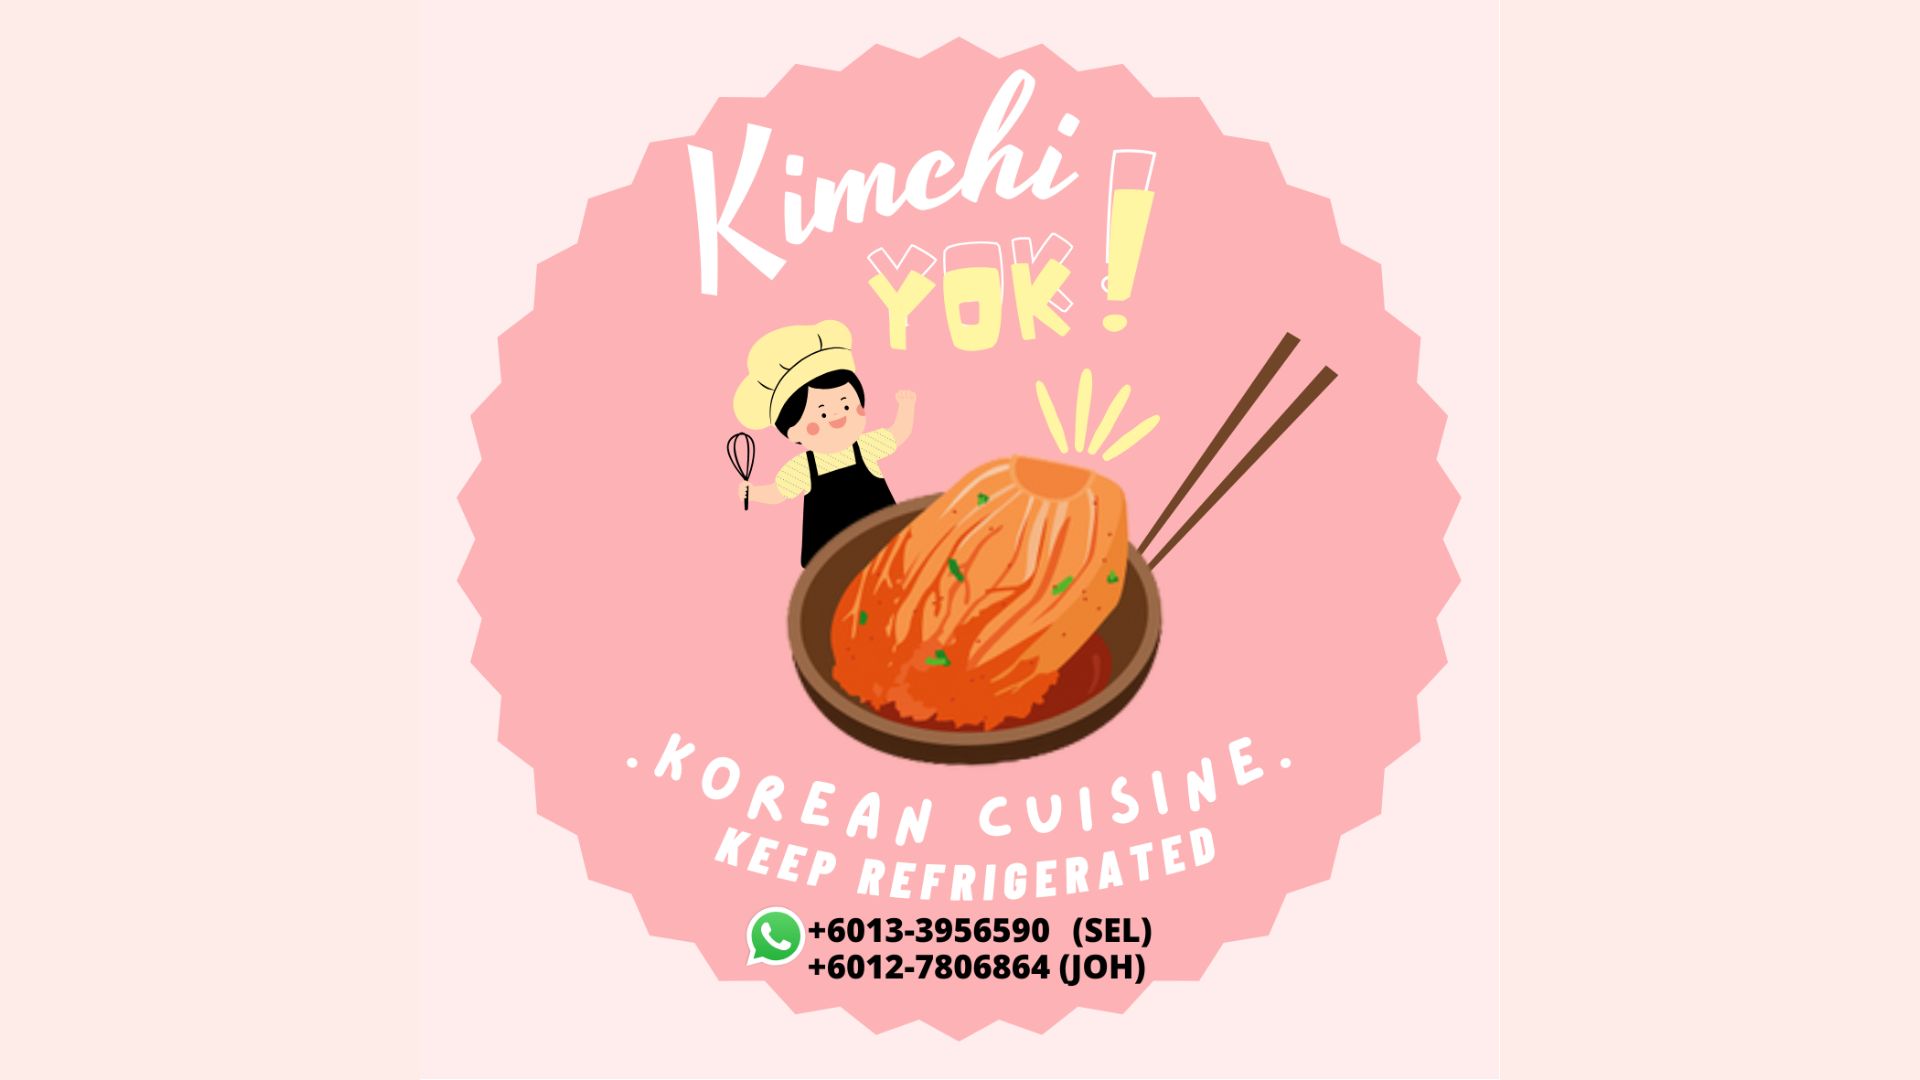 Kimchi
YOK!
.KOREAN CUISINE.
KEEP REFRIGERATED
+6013-3956590 (SEL)
+6012-7806864 (JOH)